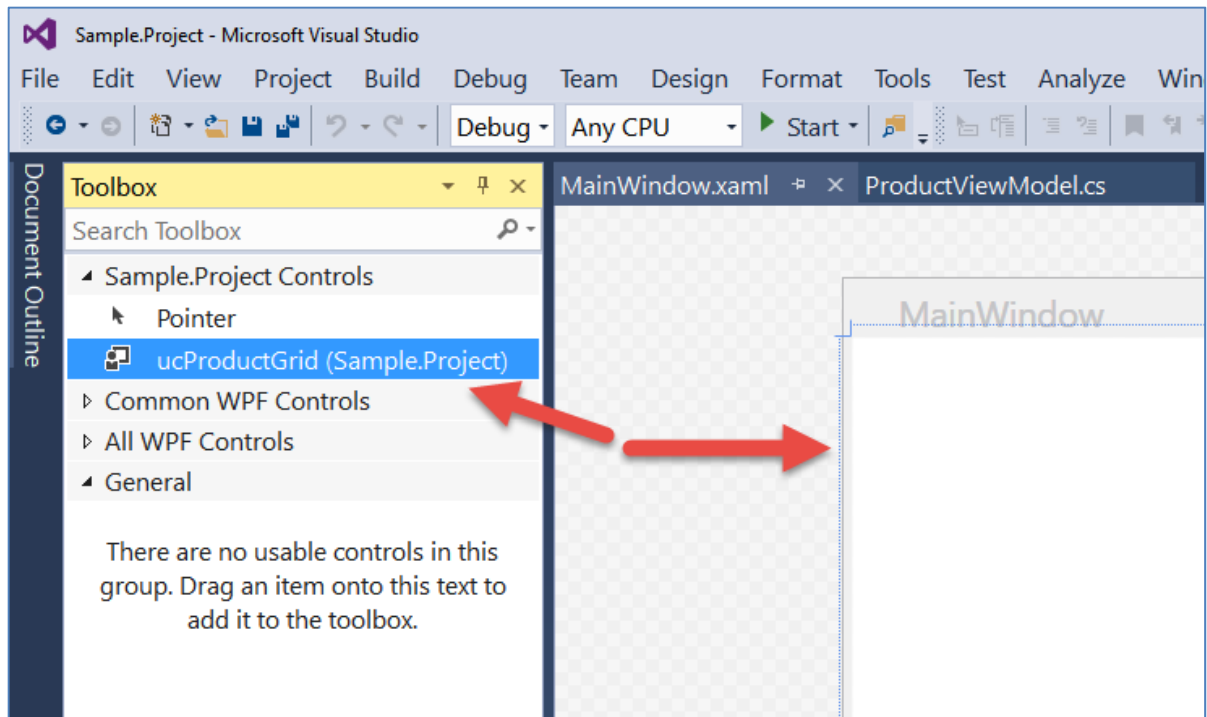 Sample.Project - Microsoft Visual Studio
File Edit View Project Build Debug Team Design Format Tools Test Analyze Win
Debug Any CPU Start
Document Outline
Toolbox
Search Toolbox
Sample.Project Controls
Pointer
ucProductGrid (Sample.Project)
Common WPF Controls
All WPF Controls
General
There are no usable controls in this
group. Drag an item onto this text to
add it to the toolbox.
MainWindow.xaml ProductViewModel.cs
MainWindow